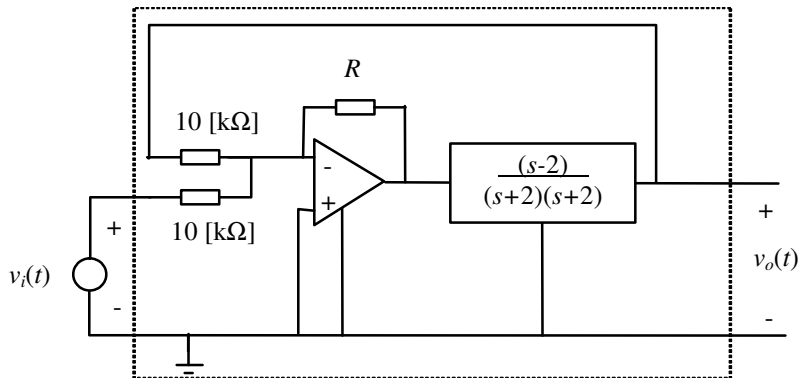 R
10 [kΩ]
-
(s-2)
(s+2)(s+2)
+
10 [kΩ]
+
+
vi(t)
vo(t)
-
-